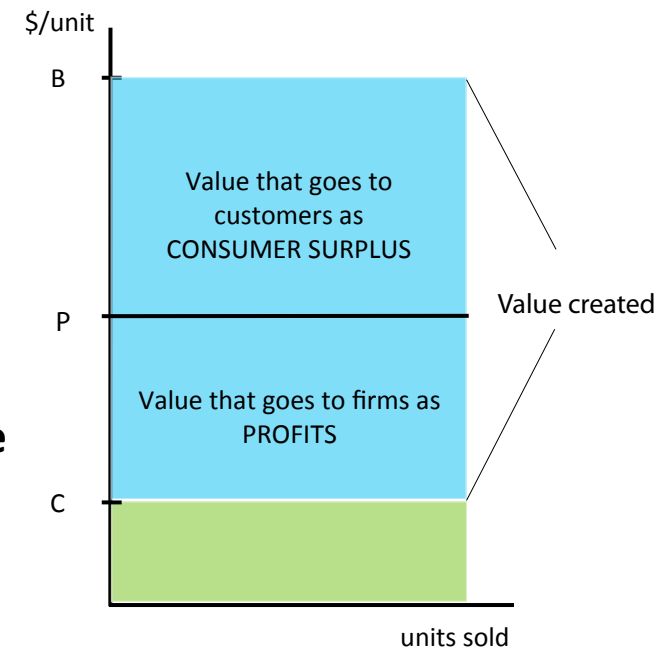 $/unit
B
Value that goes to
customers as
CONSUMER SURPLUS
Value created
P
Value that goes to firms as
PROFITS
e
C
units sold